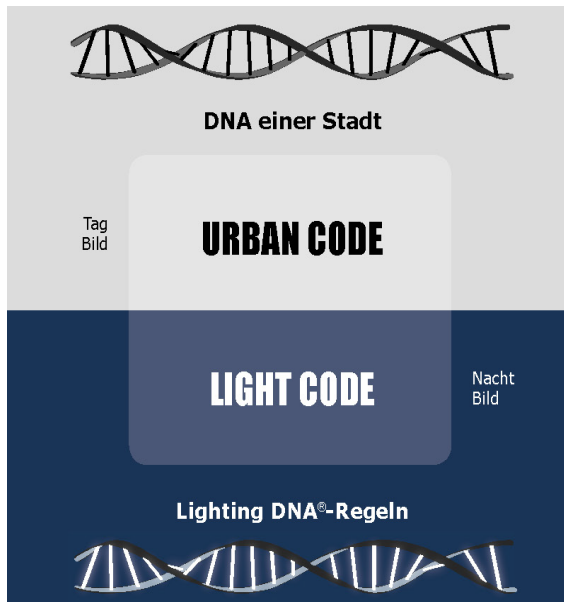 DNA einer Stadt
Tag
Bild
URBAN CODE
LIGHT CODE
Nacht
Bild
Lighting DNA®-Regeln